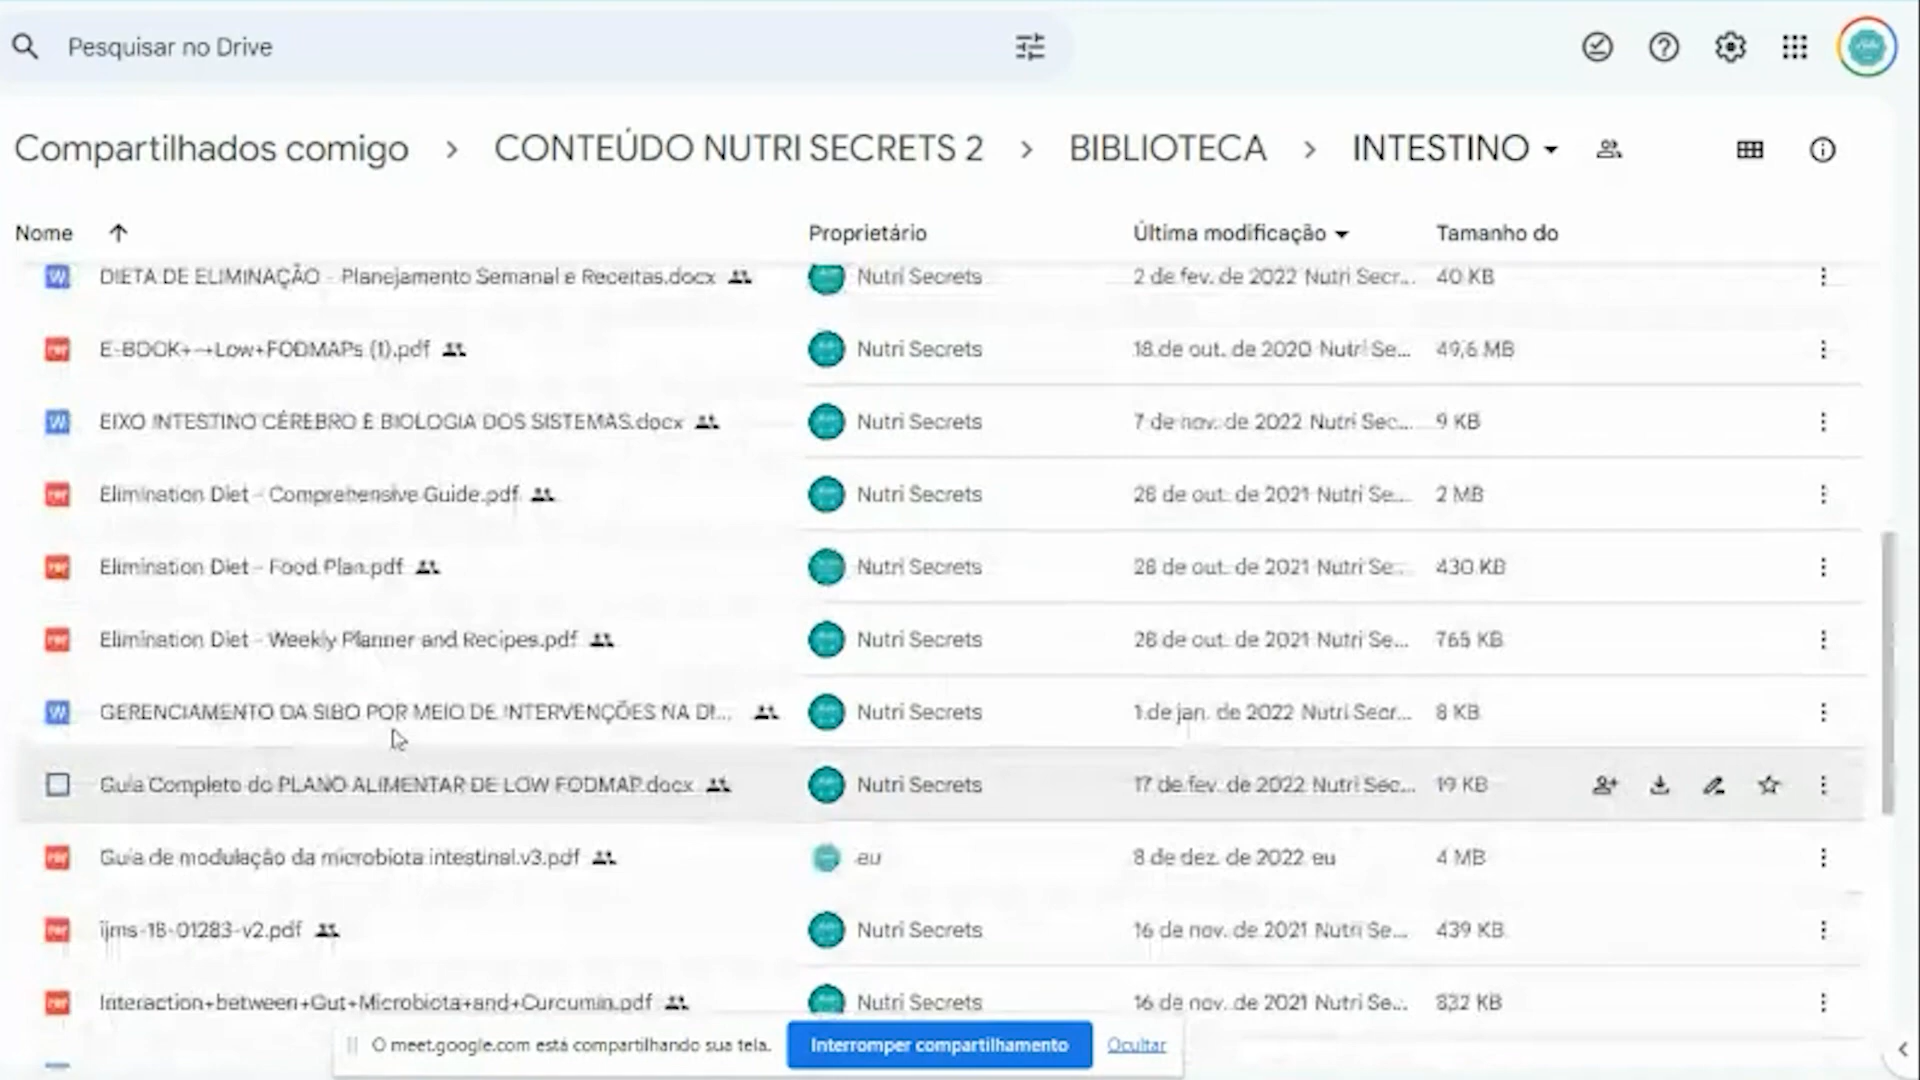 Pesquisar no Drive
Compartilhados comigo > CONTEÚDO NUTRI SECRETS 2 > BIBLIOTECA > INTESTINO
Nome Proprietário Última modificação Tamanho do
DIETA DE ELIMINAÇÃO - Planejamento Semanal e Receitas.docx Nutri Secrets 2 de fev. de 2022 Nutri Secr... 40 KB
E-BOOK+-+Low+FODMAPs (1).pdf Nutri Secrets 18 de out. de 2020 Nutri Se... 49,6 MB
EIXO INTESTINO CÉREBRO E BIOLOGIA DOS SISTEMAS.docx Nutri Secrets 7 de nov. de 2022 Nutri Sec... 9 KB
Elimination Diet - Comprehensive Guide.pdf Nutri Secrets 28 de out. de 2021 Nutri Se... 2 MB
Elimination Diet - Food Plan.pdf Nutri Secrets 28 de out. de 2021 Nutri Se... 430 KB
Elimination Diet - Weekly Planner and Recipes.pdf Nutri Secrets 28 de out. de 2021 Nutri Se... 765 KB
GERENCIAMENTO DA SIBO POR MEIO DE INTERVENÇÕES NA DI... Nutri Secrets 1 de jan. de 2022 Nutri Secr... 8 KB
Guia Completo do PLANO ALIMENTAR DE LOW FODMAP.docx Nutri Secrets 17 de fev. de 2022 Nutri Sec... 19 KB
Guia de modulação da microbiota intestinal.v3.pdf eu 8 de dez. de 2022 eu 4 MB
ijms-18-01283-v2.pdf Nutri Secrets 16 de nov. de 2021 Nutri Se... 439 KB
Interaction+between+Gut+Microbiota+and+Curcumin.pdf Nutri Secrets 16 de nov. de 2021 Nutri Se... 832 KB
O meet.google.com está compartilhando sua tela. Interromper compartilhamento Ocultar